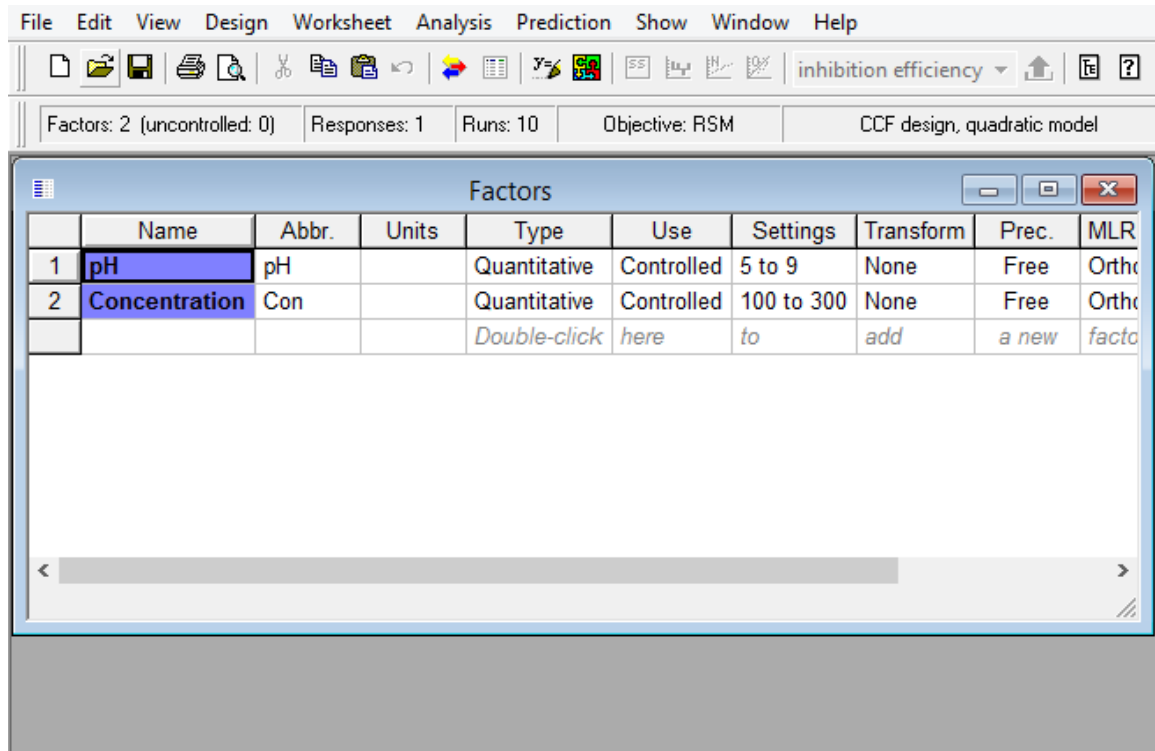 File Edit View Design Worksheet Analysis Prediction Show Window Help
inhibition efficiency
Factors: 2 (uncontrolled: 0) Responses: 1 Runs: 10 Objective: RSM CCF design, quadratic model
Factors
Name Abbr. Units Type Use Settings Transform Prec. MLR
1 pH pH Quantitative Controlled 5 to 9 None Free Ortho
2 Concentration Con Quantitative Controlled 100 to 300 None Free Ortho
Double-click here to add a new facto